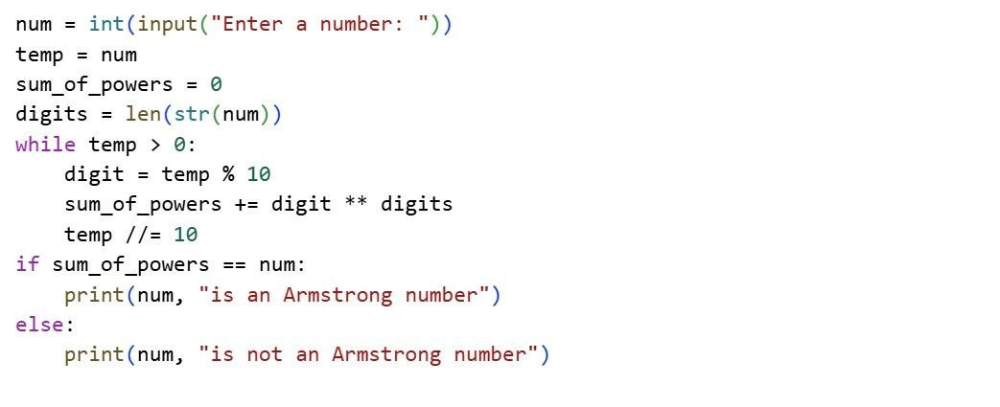 num = int(input("Enter a number: "))
temp = num
sum_of_powers = 0
digits = len(str(num))
while temp > 0:
    digit = temp % 10
    sum_of_powers += digit ** digits
    temp //= 10
if sum_of_powers == num:
    print(num, "is an Armstrong number")
else:
    print(num, "is not an Armstrong number")